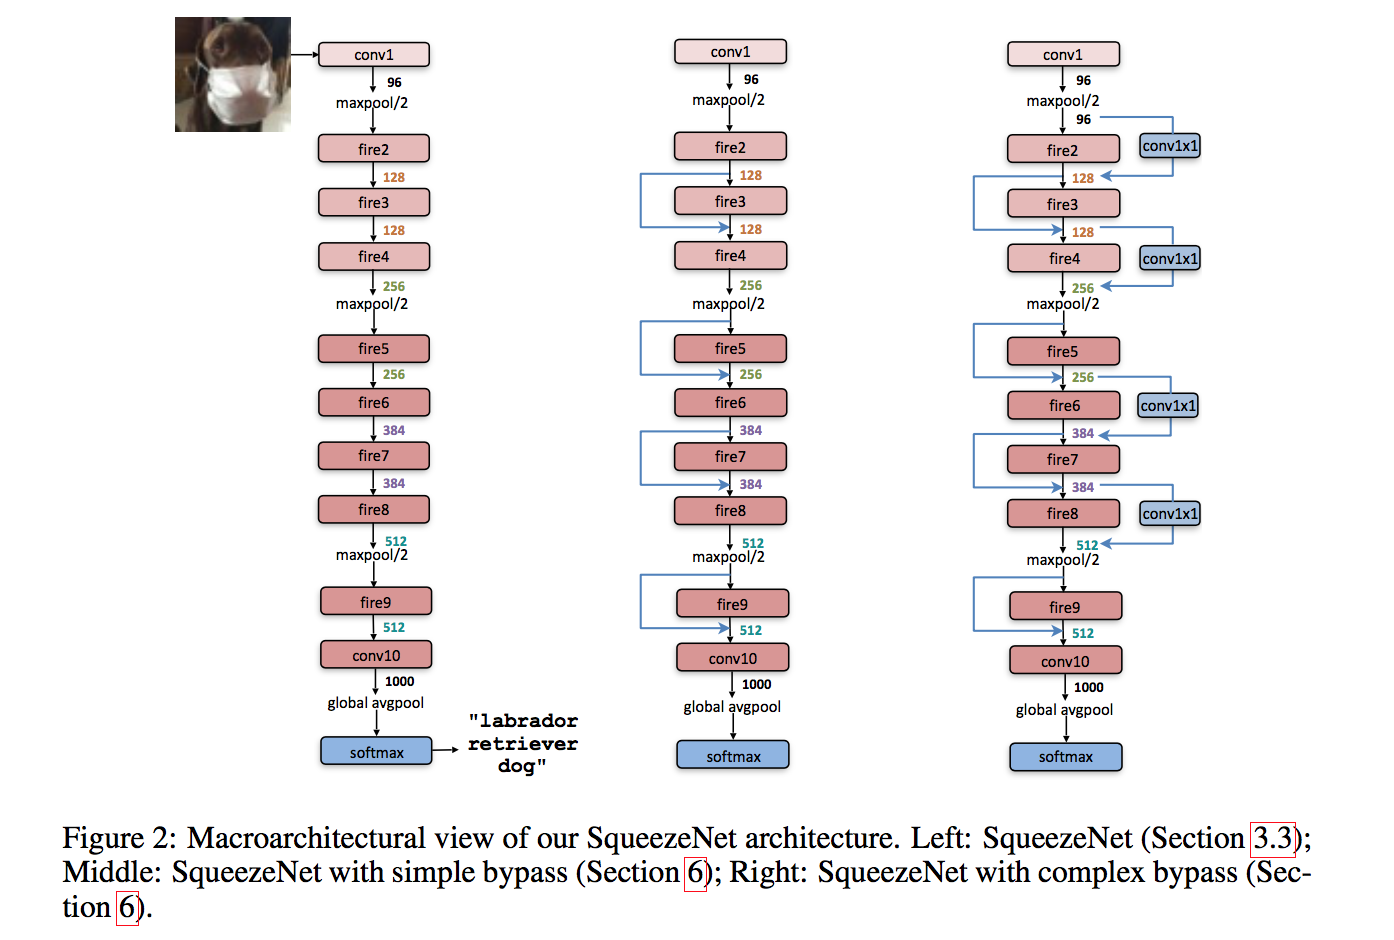 conv1
96
maxpool/2
fire2
128
fire3
128
fire4
256
maxpool/2
fire5
256
fire6
384
fire7
384
fire8
512
maxpool/2
fire9
512
conv10
1000
global avgpool
softmax
"labrador
retriever
dog"
conv1
96
maxpool/2
fire2
128
fire3
128
fire4
256
maxpool/2
fire5
256
fire6
384
fire7
384
fire8
512
maxpool/2
fire9
512
conv10
1000
global avgpool
softmax
conv1
96
maxpool/2
96
conv1x1
fire2
128
fire3
128
conv1x1
fire4
256
maxpool/2
fire5
256
conv1x1
fire6
384
fire7
384
conv1x1
fire8
512
maxpool/2
fire9
512
conv10
1000
global avgpool
softmax
Figure 2: Macroarchitectural view of our SqueezeNet architecture. Left: SqueezeNet (Section 3.3);
Middle: SqueezeNet with simple bypass (Section 6); Right: SqueezeNet with complex bypass (Sec-
tion 6).